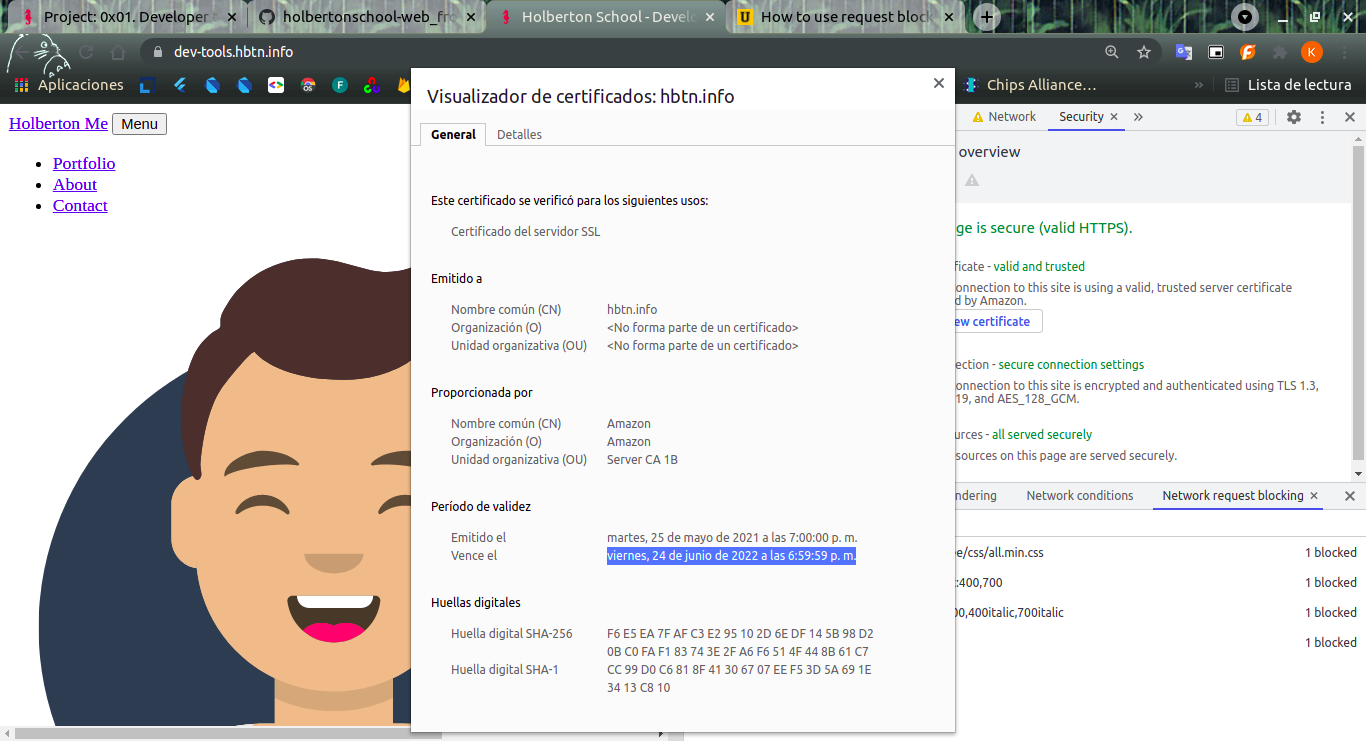 Project: 0x01. Developer
holbertonschool-web_fro
Holberton School - Develo
How to use request block
dev-tools.hbtn.info
K
Aplicaciones
Chips Alliance…
»
Lista de lectura
Holberton Me
Menu
Portfolio
About
Contact
Visualizador de certificados: hbtn.info
General
Detalles
Este certificado se verificó para los siguientes usos:
Certificado del servidor SSL
Emitido a
Nombre común (CN) hbtn.info
Organización (O) <No forma parte de un certificado>
Unidad organizativa (OU) <No forma parte de un certificado>
Proporcionada por
Nombre común (CN) Amazon
Organización (O) Amazon
Unidad organizativa (OU) Server CA 1B
Período de validez
Emitido el martes, 25 de mayo de 2021 a las 7:00:00 p. m.
Vence el viernes, 24 de junio de 2022 a las 6:59:59 p. m.
Huellas digitales
Huella digital SHA-256 F6 E5 EA 7F AF C3 E2 95 10 2D 6E DF 14 5B 98 D2
0B C0 FA F1 83 74 3E 2F A6 F6 51 4F 44 8B 61 C7
Huella digital SHA-1 CC 99 D0 C6 81 8F 41 30 67 07 EE F5 3D 5A 69 1E
34 13 C8 10
Network
Security
»
4
overview
ge is secure (valid HTTPS).
ficate - valid and trusted
onnection to this site is using a valid, trusted server certificate
d by Amazon.
ew certificate
ection - secure connection settings
onnection to this site is encrypted and authenticated using TLS 1.3,
19, and AES_128_GCM.
urces - all served securely
sources on this page are served securely.
ndering
Network conditions
Network request blocking
e/css/all.min.css 1 blocked
:400,700 1 blocked
00,400italic,700italic 1 blocked
1 blocked